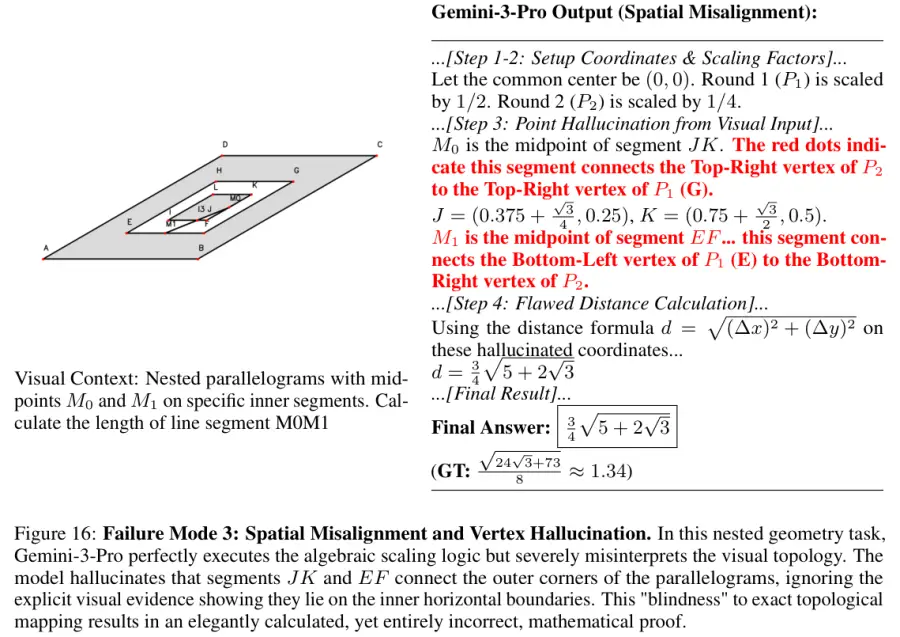 Gemini-3-Pro Output (Spatial Misalignment):
...[Step 1-2: Setup Coordinates & Scaling Factors]...
Let the common center be (0, 0). Round 1 (P₁) is scaled
by 1/2. Round 2 (P₂) is scaled by 1/4.
...[Step 3: Point Hallucination from Visual Input]...
M₀ is the midpoint of segment JK. The red dots indi-
cate this segment connects the Top-Right vertex of P₂
to the Top-Right vertex of P₁ (G).
J = (0.375 + √3/4, 0.25), K = (0.75 + √3/2, 0.5).
M₁ is the midpoint of segment EF... this segment con-
nects the Bottom-Left vertex of P₁ (E) to the Bottom-
Right vertex of P₂.
...[Step 4: Flawed Distance Calculation]...
Using the distance formula d = √((Δx)² + (Δy)²) on
these hallucinated coordinates...
d = 3/4 √(5 + 2√3)
...[Final Result]...
Final Answer: 3/4 √(5 + 2√3)
(GT: √(24√3+73)/8 ≈ 1.34)
D
C
H
G
L
K
M0
I
J
E
M1
F
A
B
Visual Context: Nested parallelograms with mid-
points M₀ and M₁ on specific inner segments. Cal-
culate the length of line segment M0M1
Figure 16: Failure Mode 3: Spatial Misalignment and Vertex Hallucination. In this nested geometry task,
Gemini-3-Pro perfectly executes the algebraic scaling logic but severely misinterprets the visual topology. The
model hallucinates that segments JK and EF connect the outer corners of the parallelograms, ignoring the
explicit visual evidence showing they lie on the inner horizontal boundaries. This "blindness" to exact topological
mapping results in an elegantly calculated, yet entirely incorrect, mathematical proof.